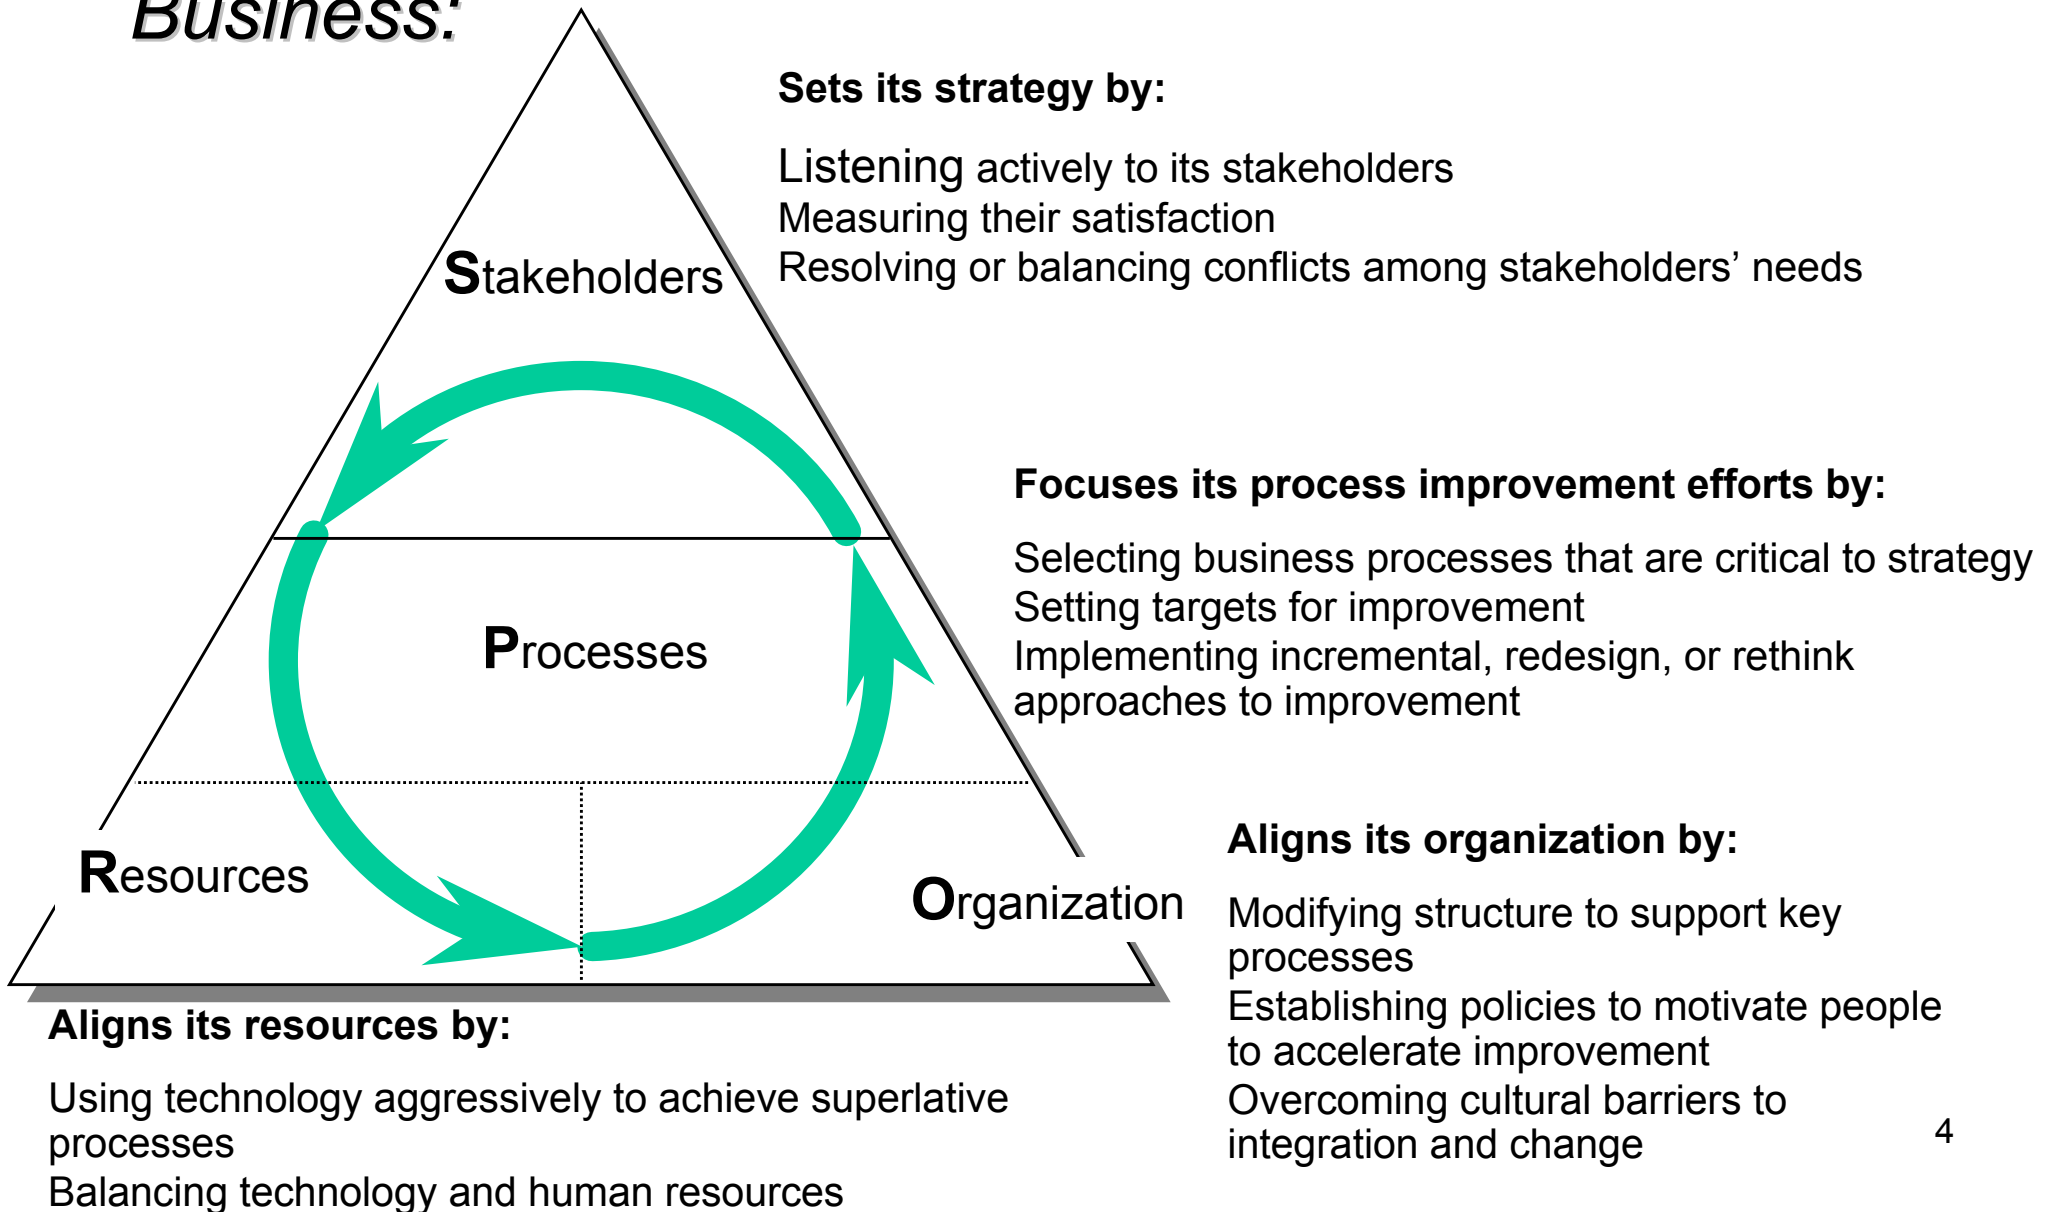 Business:
Sets its strategy by:
Listening actively to its stakeholders
Measuring their satisfaction
Resolving or balancing conflicts among stakeholders’ needs
Stakeholders
Focuses its process improvement efforts by:
Selecting business processes that are critical to strategy
Setting targets for improvement
Implementing incremental, redesign, or rethink
approaches to improvement
Processes
Resources
Organization
Aligns its organization by:
Modifying structure to support key
processes
Establishing policies to motivate people
to accelerate improvement
Overcoming cultural barriers to
integration and change
Aligns its resources by:
Using technology aggressively to achieve superlative
processes
Balancing technology and human resources
4